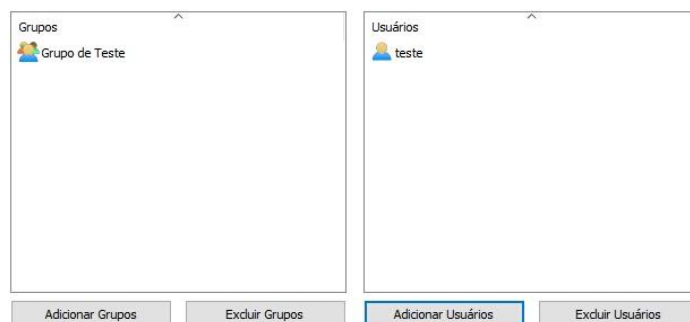 Grupos
Grupo de Teste
Usuários
teste
Adicionar Grupos
Excluir Grupos
Adicionar Usuários
Excluir Usuários